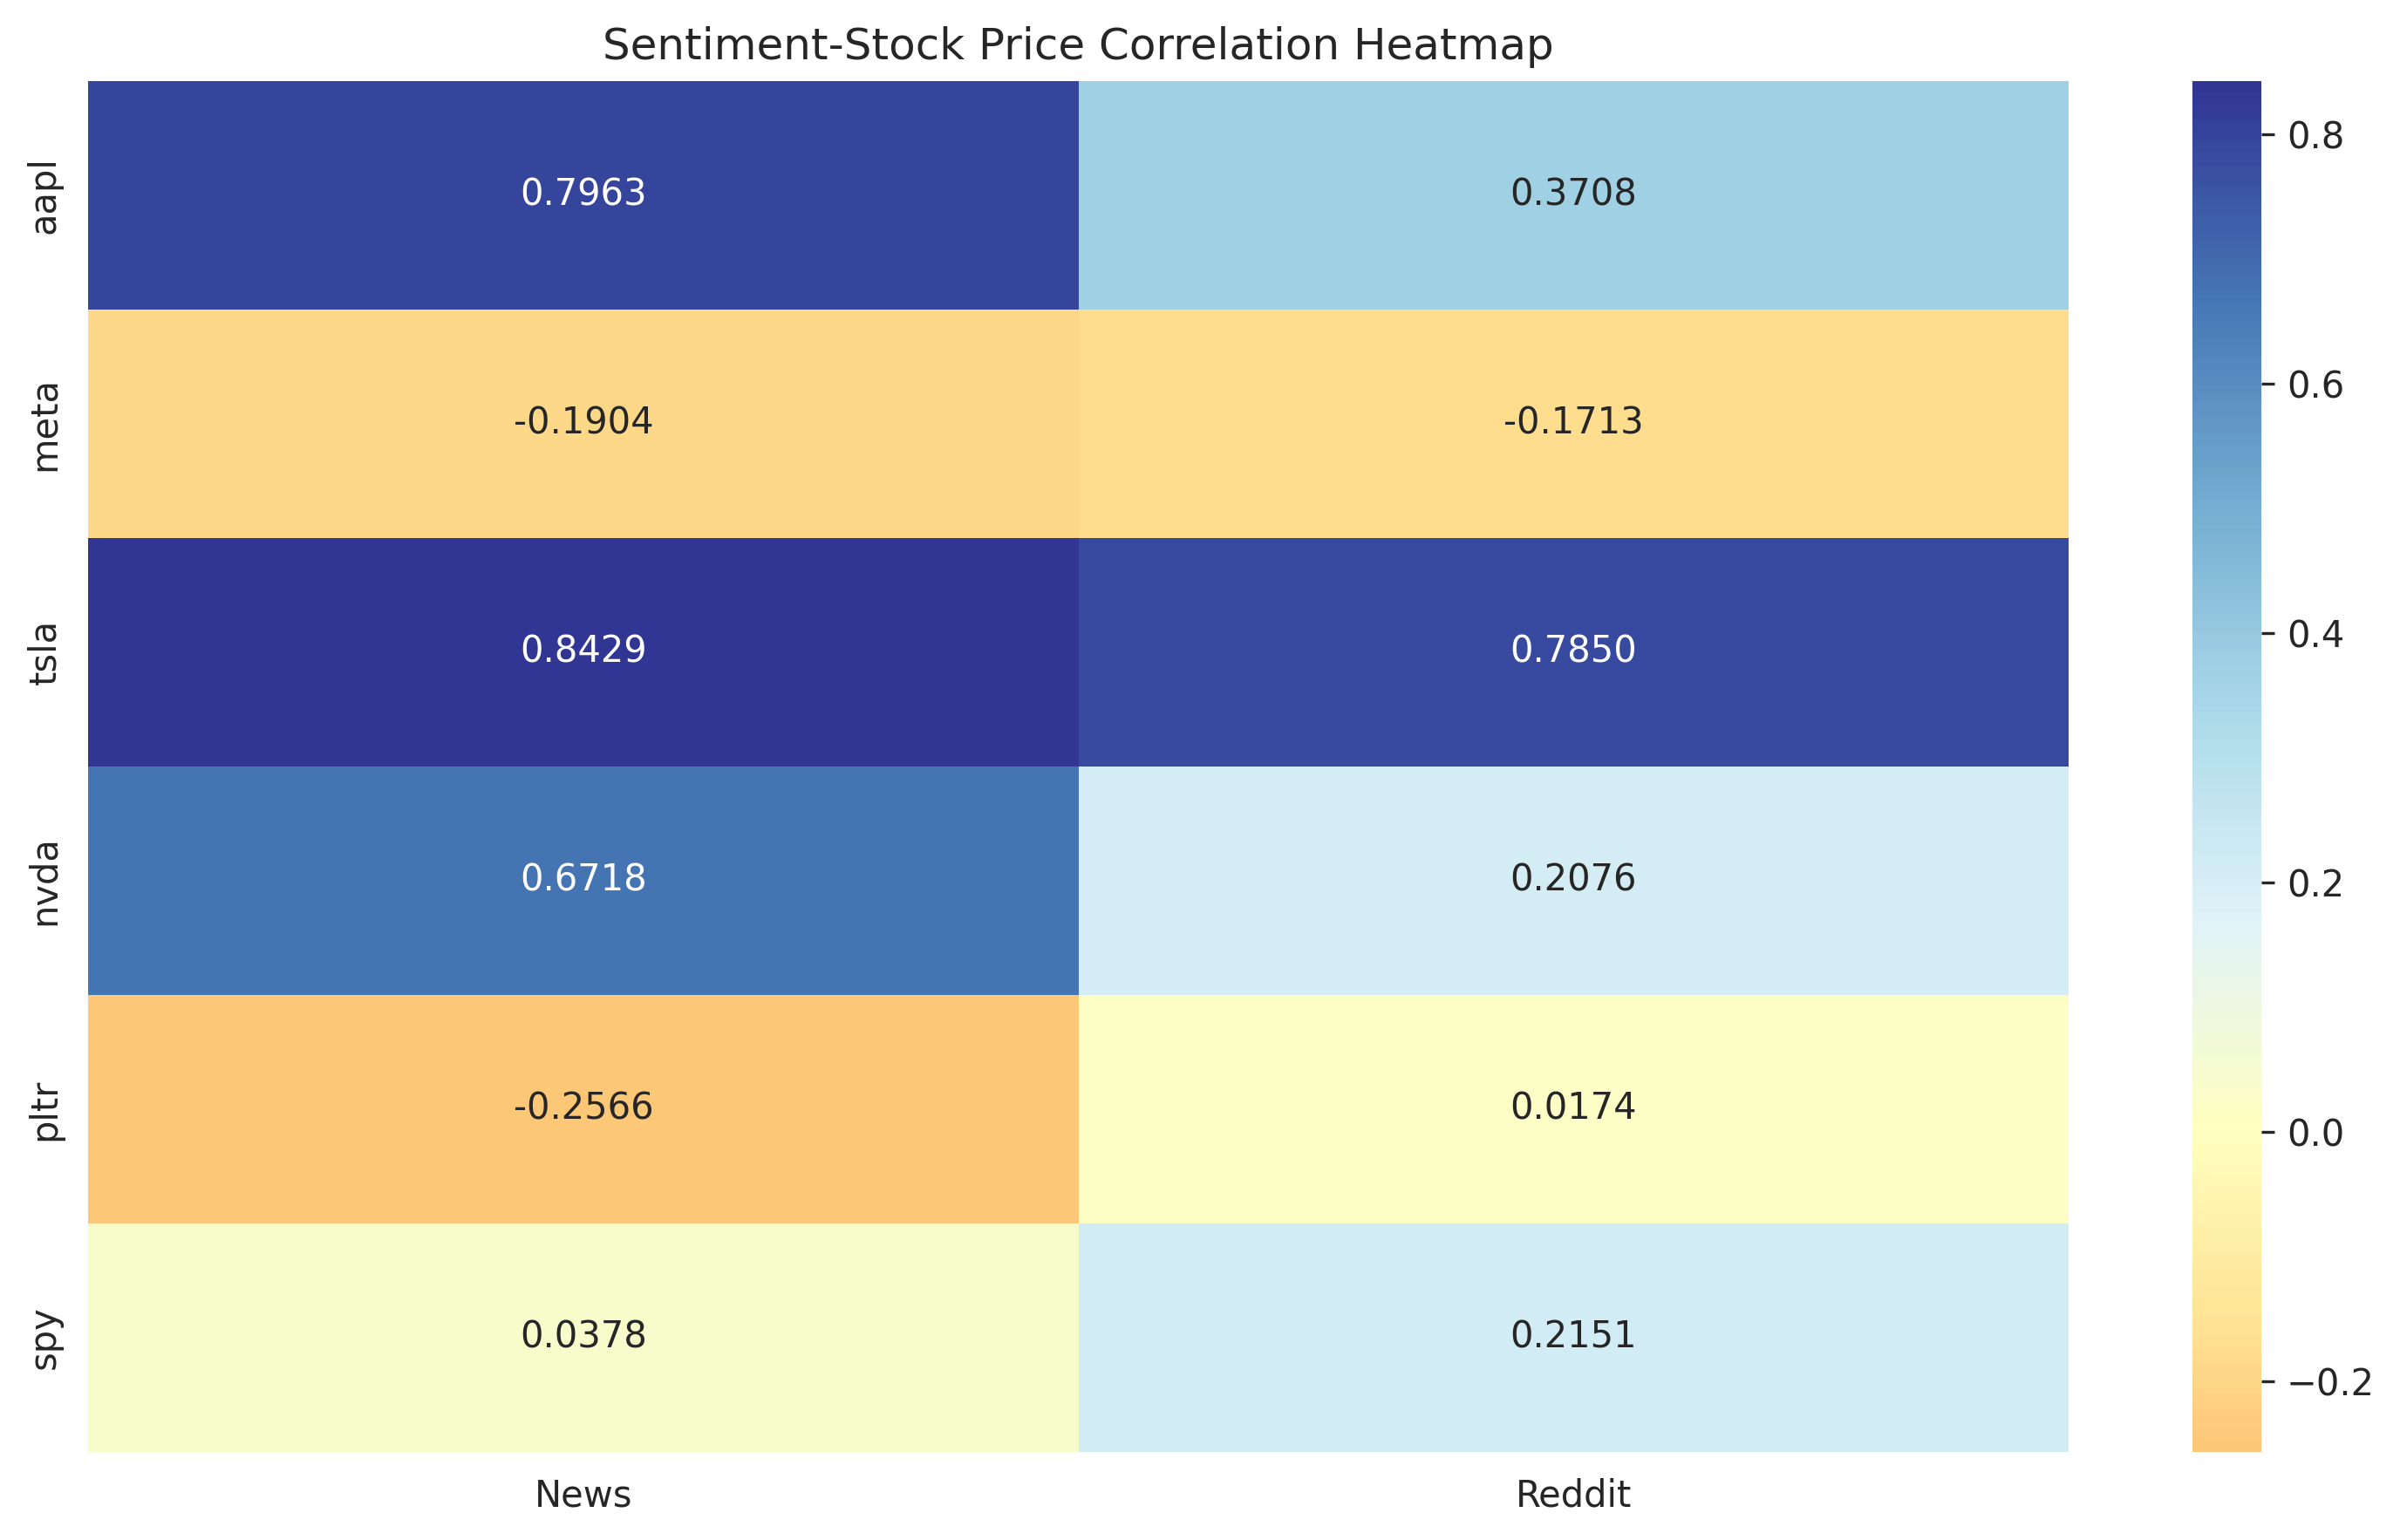 Sentiment-Stock Price Correlation Heatmap
aapl
0.7963
0.3708
meta
-0.1904
-0.1713
tsla
0.8429
0.7850
nvda
0.6718
0.2076
pltr
-0.2566
0.0174
spy
0.0378
0.2151
News
Reddit
0.8
0.6
0.4
0.2
0.0
−0.2